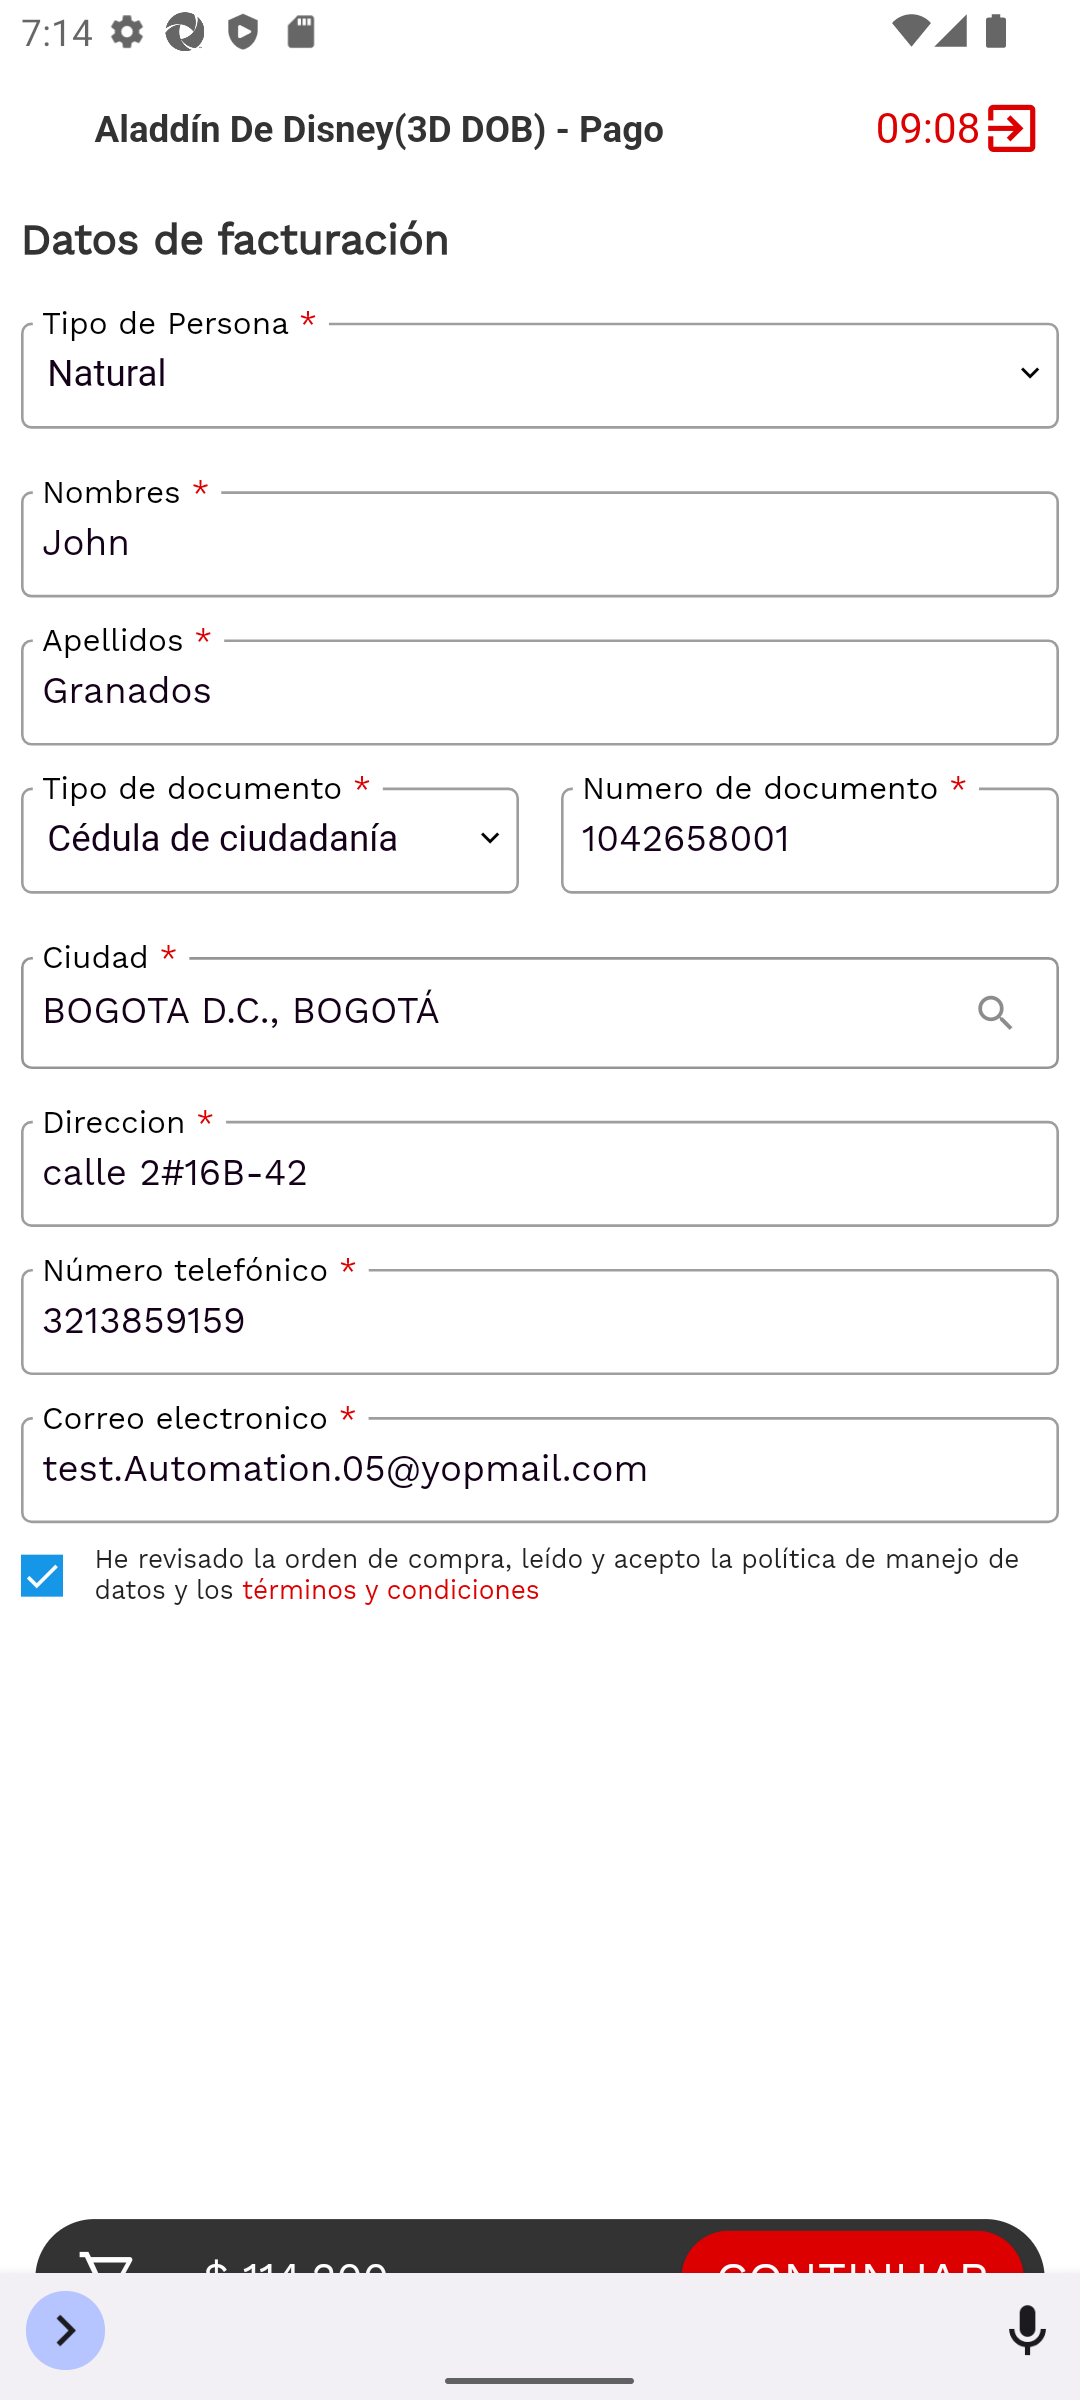 7:14
Aladdín De Disney(3D DOB) - Pago
09:08
Datos de facturación
Tipo de Persona *
Natural
Nombres *
John
Apellidos *
Granados
Tipo de documento *
Cédula de ciudadanía
Numero de documento *
1042658001
Ciudad *
BOGOTA D.C., BOGOTÁ
Direccion *
calle 2#16B-42
Número telefónico *
3213859159
Correo electronico *
test.Automation.05@yopmail.com
He revisado la orden de compra, leído y acepto la política de manejo de
datos y los términos y condiciones
CONTINUAR